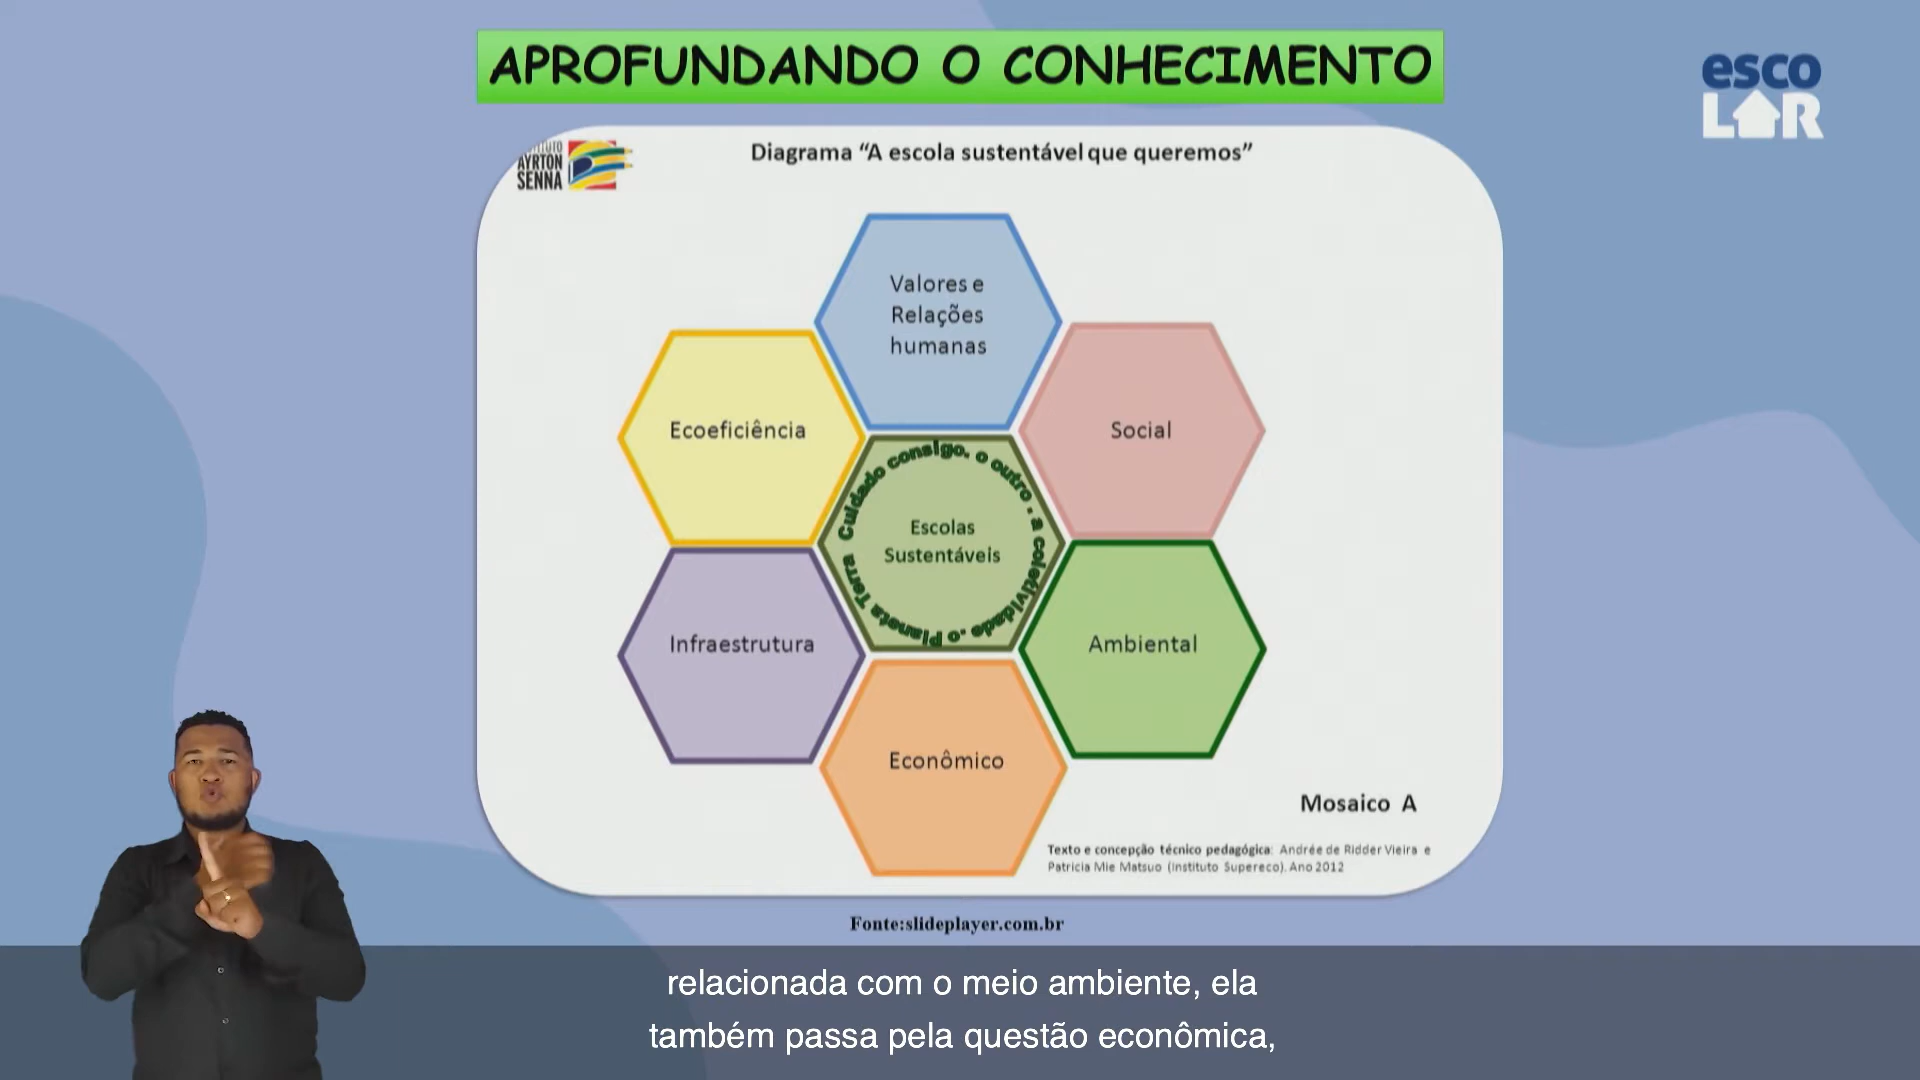 APROFUNDANDO O CONHECIMENTO
esco
LAR
AYRTON
SENNA
Diagrama “A escola sustentável que queremos”
Valores e
Relações
humanas
Ecoeficiência
Social
Cuidado consigo. o outro . a coletividade .o Planeta Terra
Escolas
Sustentáveis
Infraestrutura
Ambiental
Econômico
Mosaico A
Texto e concepção técnico pedagógica: Andrée de Ridder Vieira e
Patricia Mie Matsuo (Instituto Supereco). Ano 2012
Fonte:slideplayer.com.br
relacionada com o meio ambiente, ela
também passa pela questão econômica,